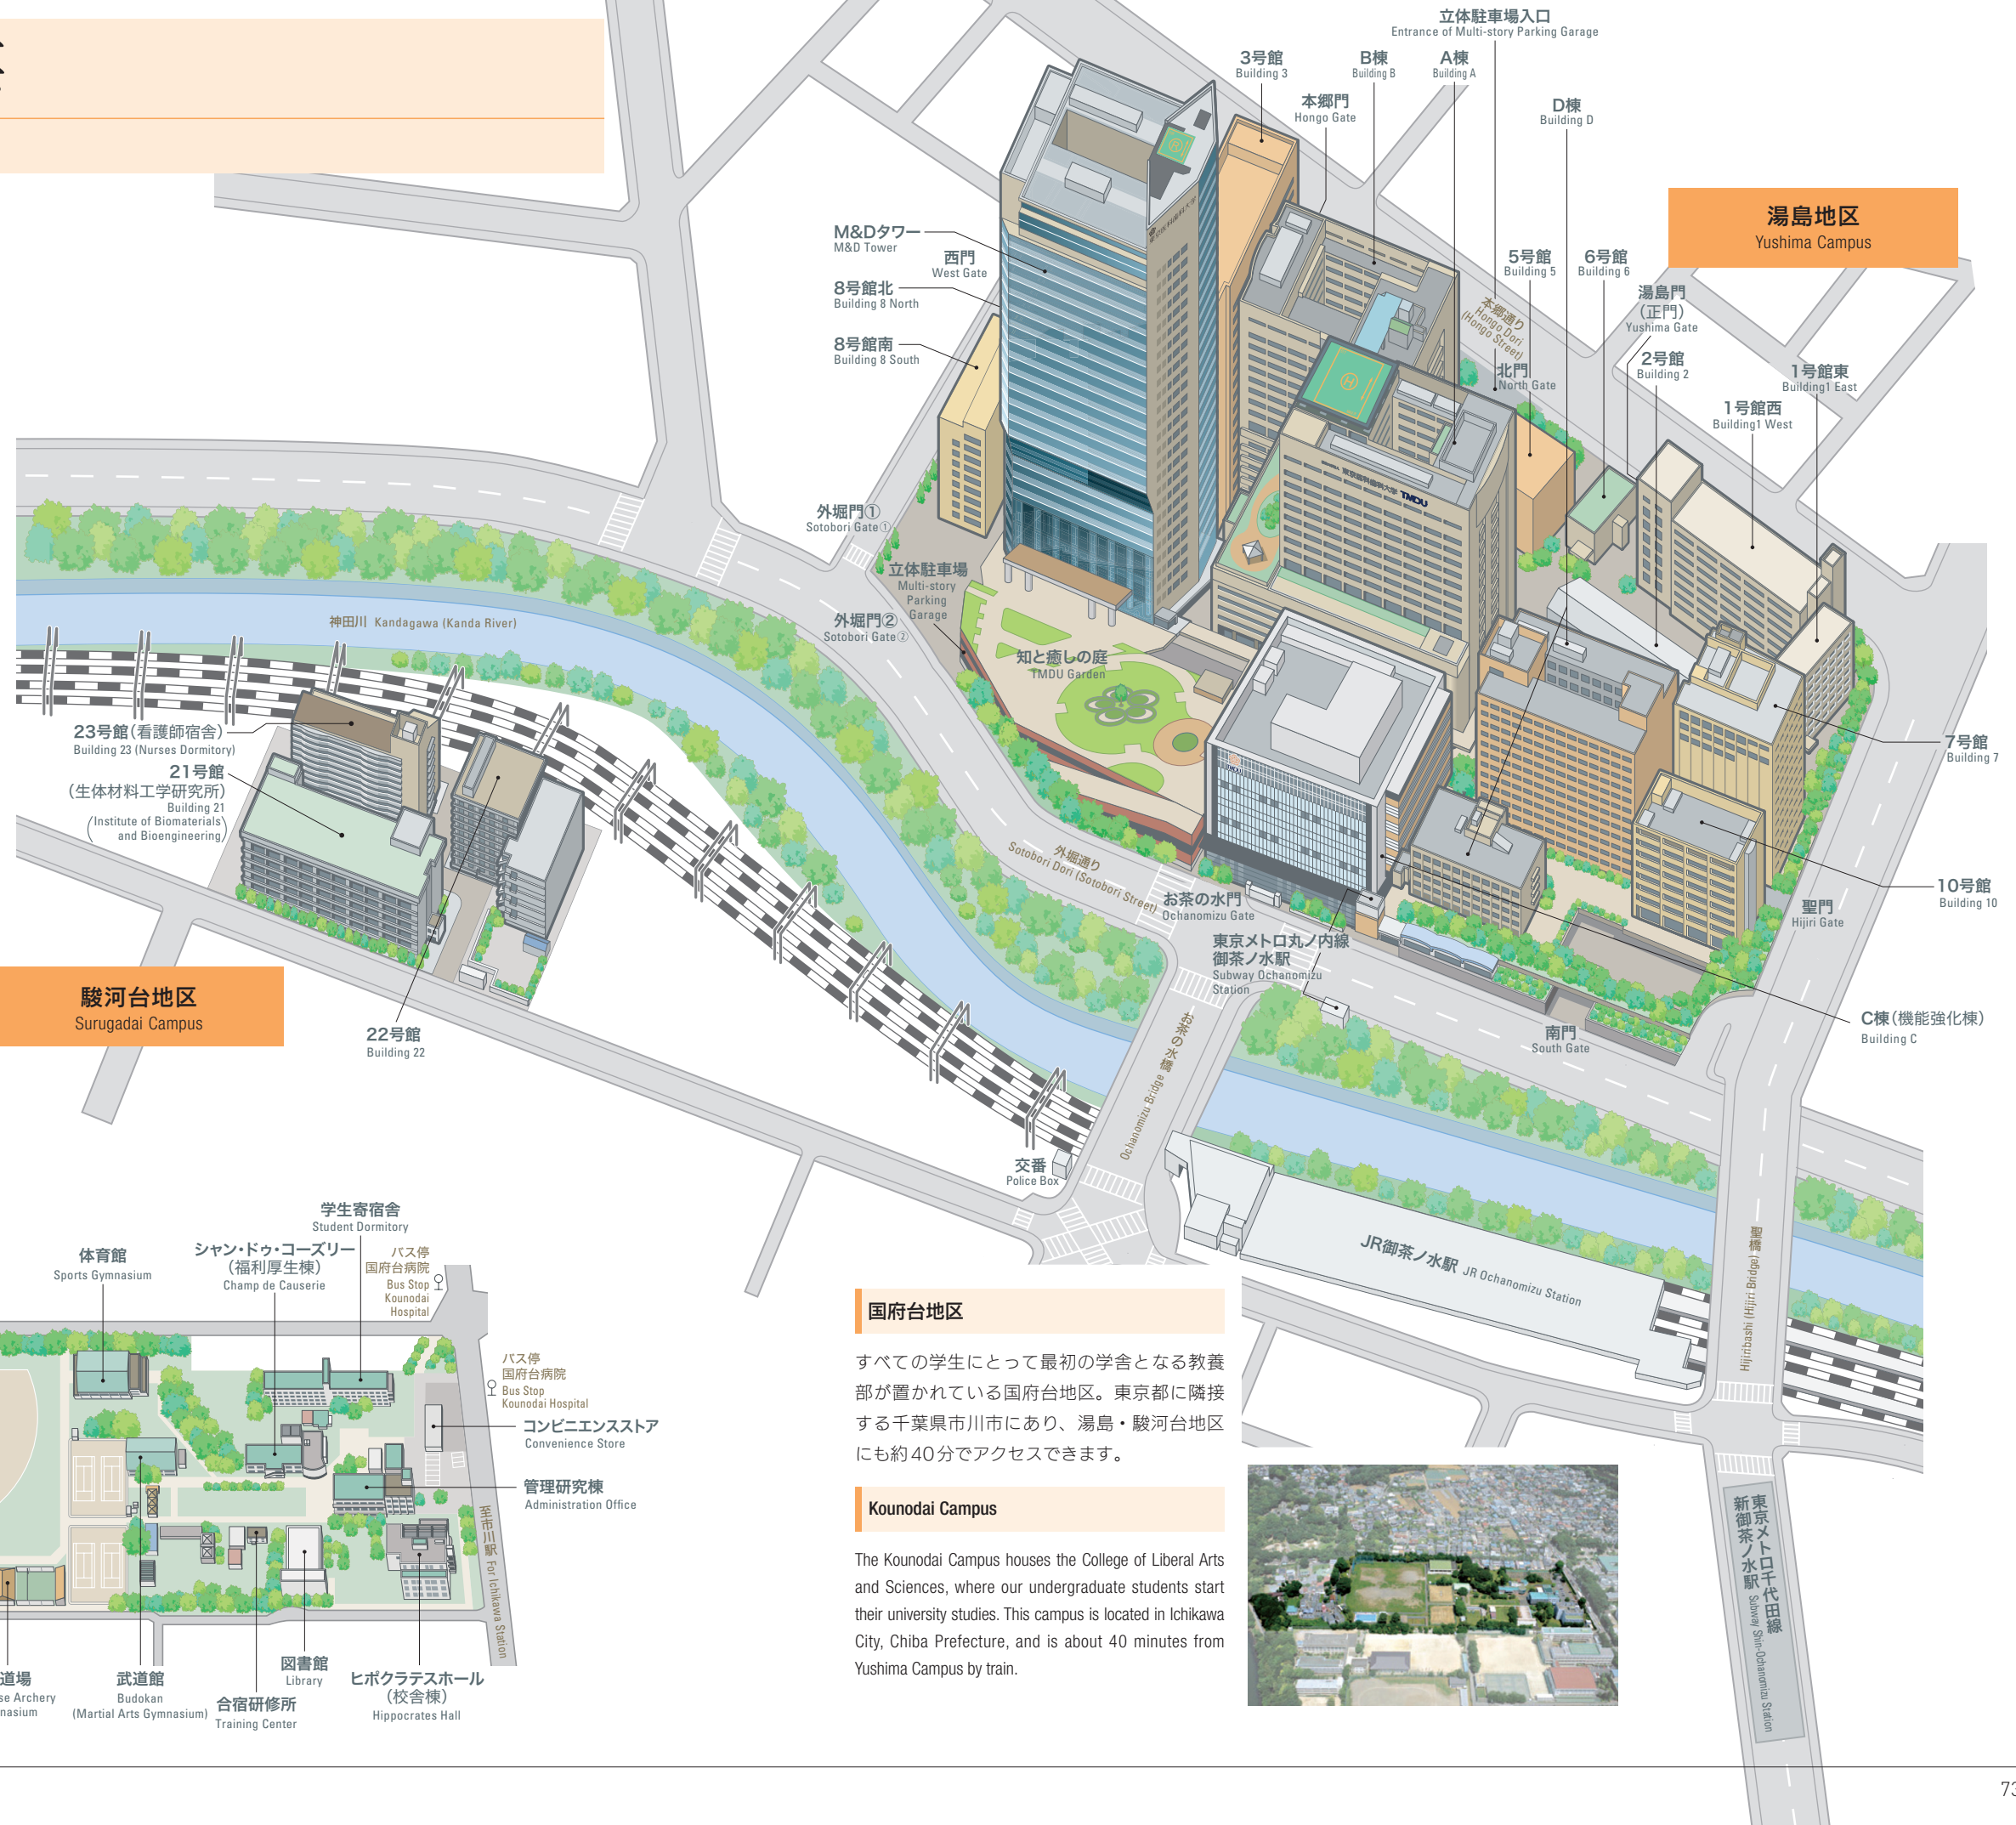 立体駐車場入口
Entrance of Multi-story Parking Garage
3号館
Building 3
B棟
Building B
A棟
Building A
本郷門
Hongo Gate
D棟
Building D
湯島地区
Yushima Campus
M&Dタワー
M&D Tower
西門
West Gate
8号館北
Building 8 North
8号館南
Building 8 South
5号館
Building 5
6号館
Building 6
湯島門
(正門)
Yushima Gate
本郷通り
Hongo Dori
(Hongo Street)
北門
North Gate
2号館
Building 2
1号館東
Building1 East
1号館西
Building1 West
東京医科歯科大学
東京医科歯科大学 TMDU
外堀門①
Sotobori Gate①
立体駐車場
Multi-story
Parking
Garage
外堀門②
Sotobori Gate②
知と癒しの庭
TMDU Garden
TMDU
神田川 Kandagawa (Kanda River)
23号館(看護師宿舎)
Building 23 (Nurses Dormitory)
21号館
(生体材料工学研究所)
Building 21
(Institute of Biomaterials
and Bioengineering)
7号館
Building 7
外堀通り
Sotobori Dori (Sotobori Street)
お茶の水門
Ochanomizu Gate
10号館
Building 10
聖門
Hijiri Gate
東京メトロ丸ノ内線
御茶ノ水駅
Subway Ochanomizu
Station
駿河台地区
Surugadai Campus
22号館
Building 22
C棟(機能強化棟)
Building C
南門
South Gate
お茶の水橋
Ochanomizu Bridge
交番
Police Box
JR御茶ノ水駅 JR Ochanomizu Station
聖橋
Hijiribashi (Hijiri Bridge)
東京メトロ千代田線
新御茶ノ水駅 Subway Shin-Ochanomizu Station
学生寄宿舎
Student Dormitory
体育館
Sports Gymnasium
シャン・ドゥ・コーズリー
(福利厚生棟)
Champ de Causerie
バス停
国府台病院
Bus Stop
Kounodai
Hospital
バス停
国府台病院
Bus Stop
Kounodai Hospital
コンビニエンスストア
Convenience Store
管理研究棟
Administration Office
至市川駅 For Ichikawa Station
道場
se Archery
nasium
武道館
Budokan
(Martial Arts Gymnasium)
合宿研修所
Training Center
図書館
Library
ヒポクラテスホール
(校舎棟)
Hippocrates Hall
国府台地区
すべての学生にとって最初の学舎となる教養
部が置かれている国府台地区。東京都に隣接
する千葉県市川市にあり、湯島・駿河台地区
にも約40分でアクセスできます。
Kounodai Campus
The Kounodai Campus houses the College of Liberal Arts
and Sciences, where our undergraduate students start
their university studies. This campus is located in Ichikawa
City, Chiba Prefecture, and is about 40 minutes from
Yushima Campus by train.
73